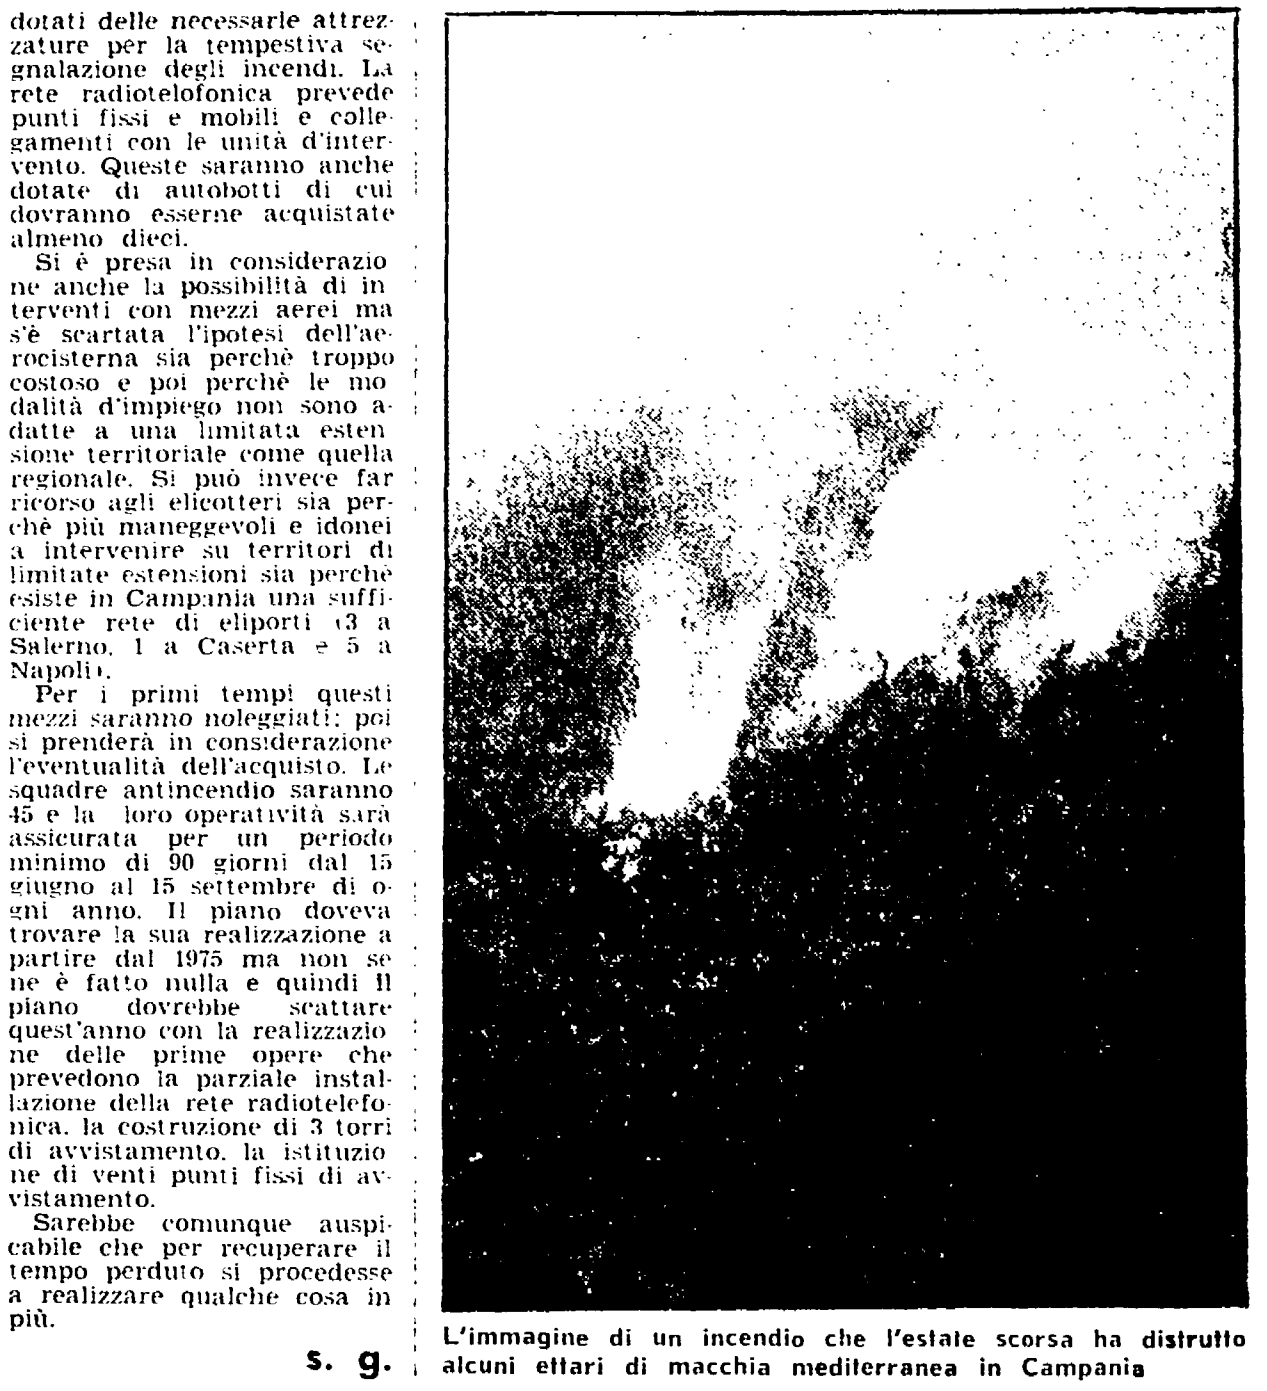 dotati delle necessarie attrez-
zature per la tempestiva se-
gnalazione degli incendi. La
rete radiotelofonica prevede
punti fissi e mobili e colle-
gamenti con le unità d'inter-
vento. Queste saranno anche
dotate di autobotti di cui
dovranno esserne acquistate
almeno dieci.
Si è presa in considerazio
ne anche la possibilità di in
terventi con mezzi aerei ma
s'è scartata l'ipotesi dell'ae-
rocisterna sia perchè troppo
costoso e poi perchè le mo
dalità d'impiego non sono a-
datte a una limitata esten
sione territoriale come quella
regionale. Si può invece far
ricorso agli elicotteri sia per-
chè più maneggevoli e idonei
a intervenire su territori di
limitate estensioni sia perchè
esiste in Campania una suffi-
ciente rete di eliporti (3 a
Salerno, 1 a Caserta e 5 a
Napoli).
Per i primi tempi questi
mezzi saranno noleggiati; poi
si prenderà in considerazione
l'eventualità dell'acquisto. Le
squadre antincendio saranno
45 e la loro operatività sarà
assicurata per un periodo
minimo di 90 giorni dal 15
giugno al 15 settembre di o-
gni anno. Il piano doveva
trovare la sua realizzazione a
partire dal 1975 ma non se
ne è fatto nulla e quindi il
piano dovrebbe scattare
quest'anno con la realizzazio
ne delle prime opere che
prevedono la parziale instal-
lazione della rete radiotelefo-
nica, la costruzione di 3 torri
di avvistamento, la istituzio
ne di venti punti fissi di av-
vistamento.
Sarebbe comunque auspi-
cabile che per recuperare il
tempo perduto si procedesse
a realizzare qualche cosa in
più.
s. g.
L'immagine di un incendio che l'estate scorsa ha distrutto
alcuni ettari di macchia mediterranea in Campania